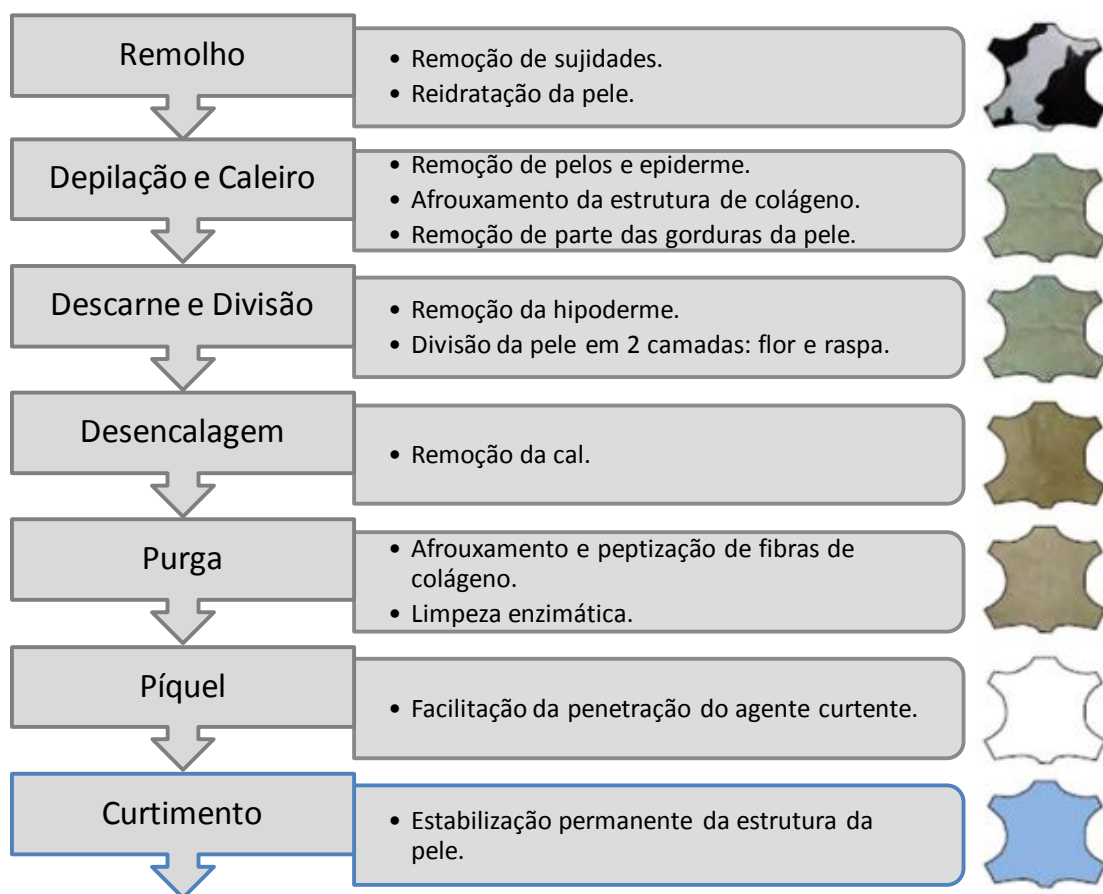 Remolho
• Remoção de sujidades.
• Reidratação da pele.
Depilação e Caleiro
• Remoção de pelos e epiderme.
• Afrouxamento da estrutura de colágeno.
• Remoção de parte das gorduras da pele.
Descarne e Divisão
• Remoção da hipoderme.
• Divisão da pele em 2 camadas: flor e raspa.
Desencalagem
• Remoção da cal.
Purga
• Afrouxamento e peptização de fibras de
colágeno.
• Limpeza enzimática.
Píquel
• Facilitação da penetração do agente curtente.
Curtimento
• Estabilização permanente da estrutura da
pele.